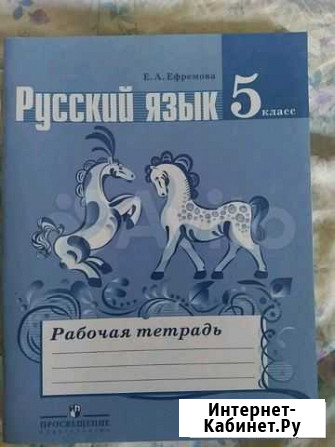 Е. А. Ефремова
Русский язык 5 класс
Рабочая тетрадь
ПРОСВЕЩЕНИЕ
Интернет-
Кабинет.Ру